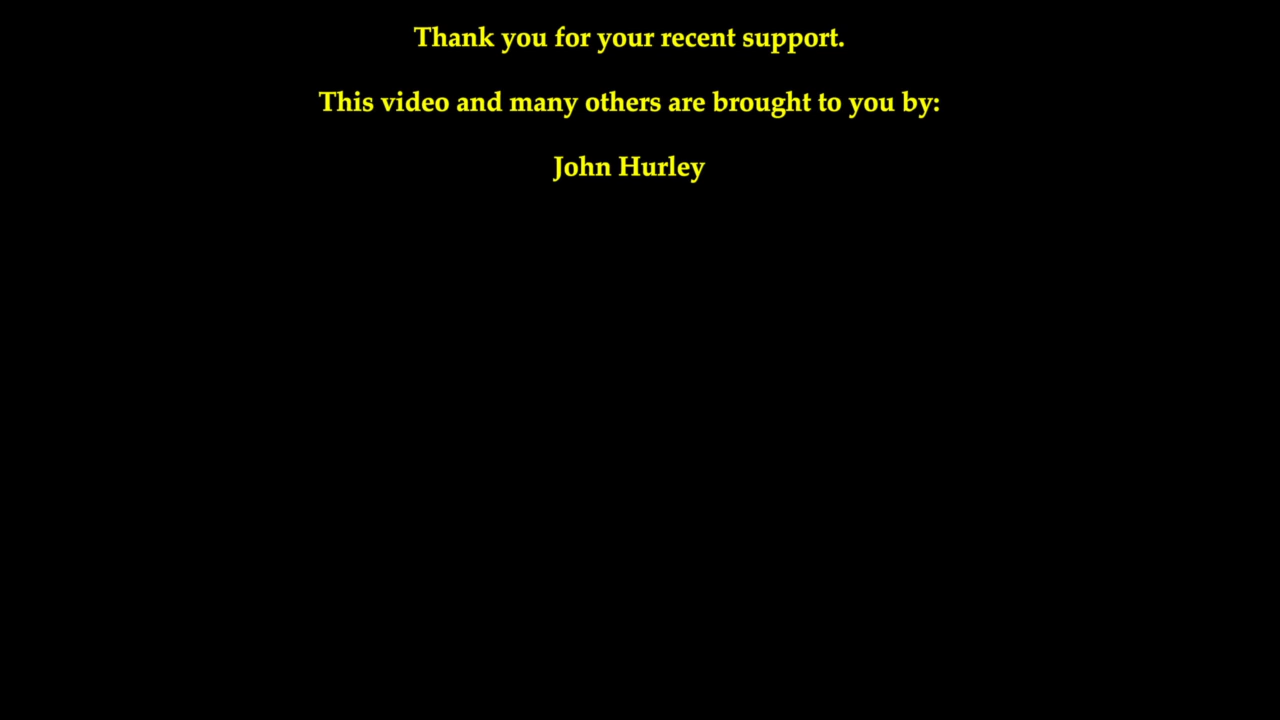 Thank you for your recent support.
This video and many others are brought to you by:
John Hurley